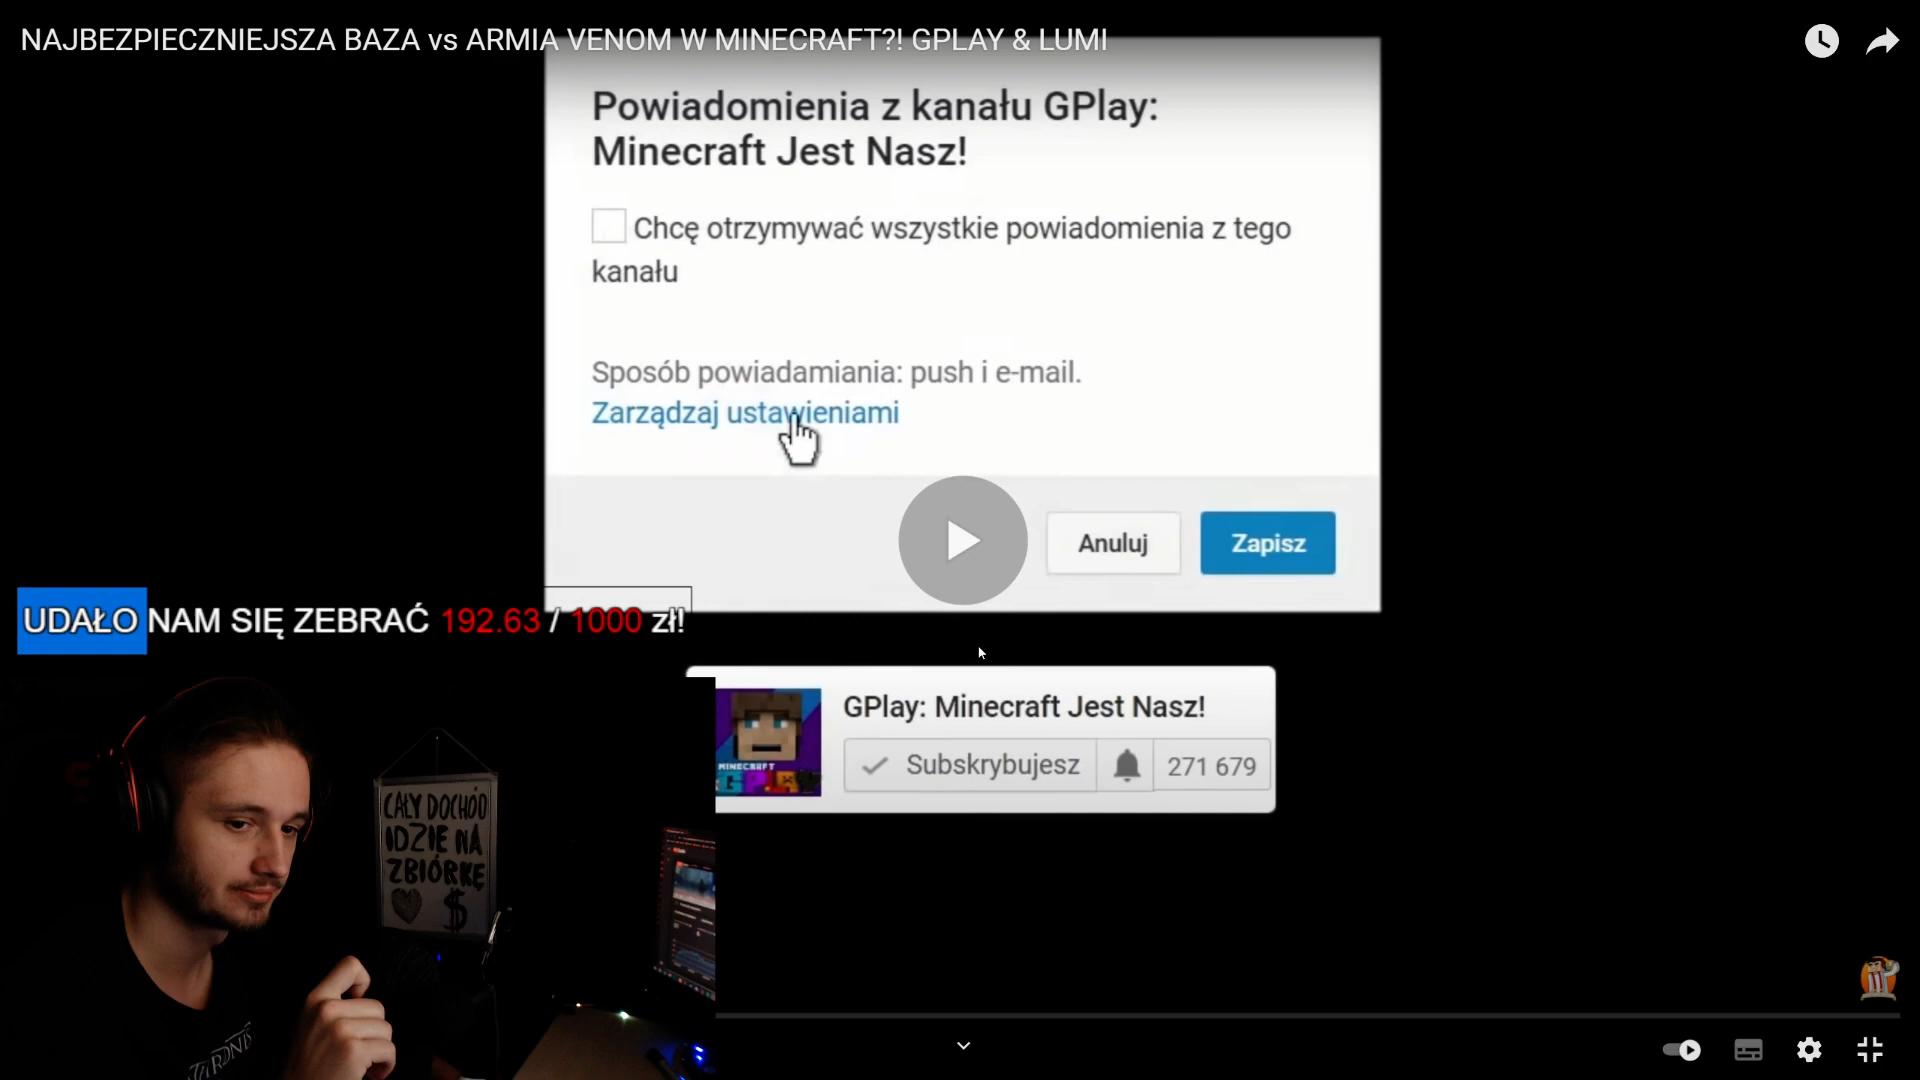 NAJBEZPIECZNIEJSZA BAZA vs ARMIA VENOM W MINECRAFT?! GPLAY & LUMI
Powiadomienia z kanału GPlay:
Minecraft Jest Nasz!
Chcę otrzymywać wszystkie powiadomienia z tego
kanału
Sposób powiadamiania: push i e-mail.
Zarządzaj ustawieniami
Anuluj
Zapisz
UDAŁO NAM SIĘ ZEBRAĆ 192.63 / 1000 zł!
GPlay: Minecraft Jest Nasz!
Subskrybujesz
271 679
MINECRAFT
GPLAY
CAŁY DOCHÓD
IDZIE NA
ZBIÓRKĘ
$